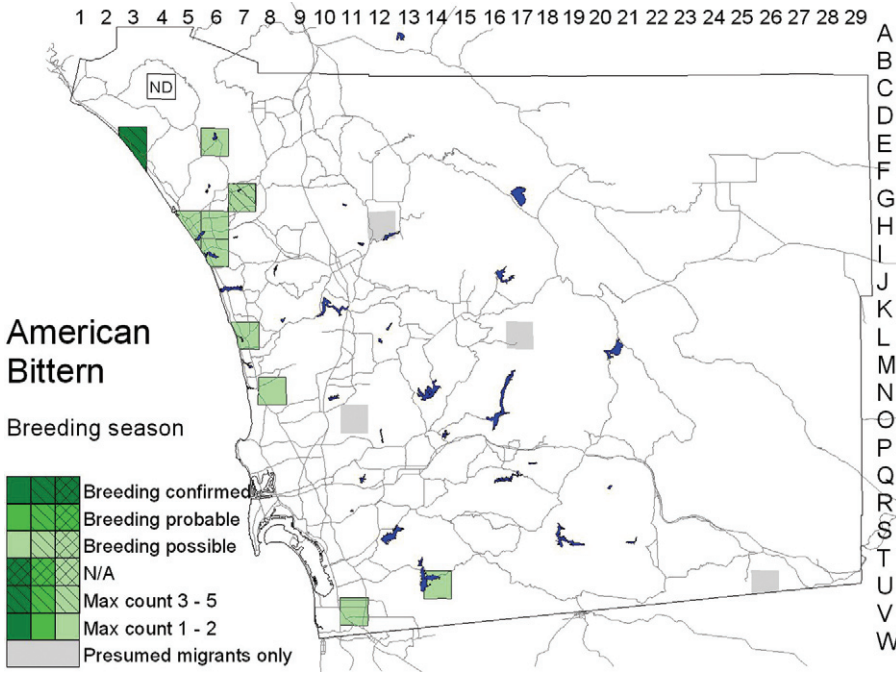 1 2 3 4 5 6 7 8 9 10 11 12 13 14 15 16 17 18 19 20 21 22 23 24 25 26 27 28 29
A
B
C
D
E
F
G
H
I
J
K
L
M
N
O
P
Q
R
S
T
U
V
W
ND
American
Bittern
Breeding season
Breeding confirmed
Breeding probable
Breeding possible
N/A
Max count 3 - 5
Max count 1 - 2
Presumed migrants only